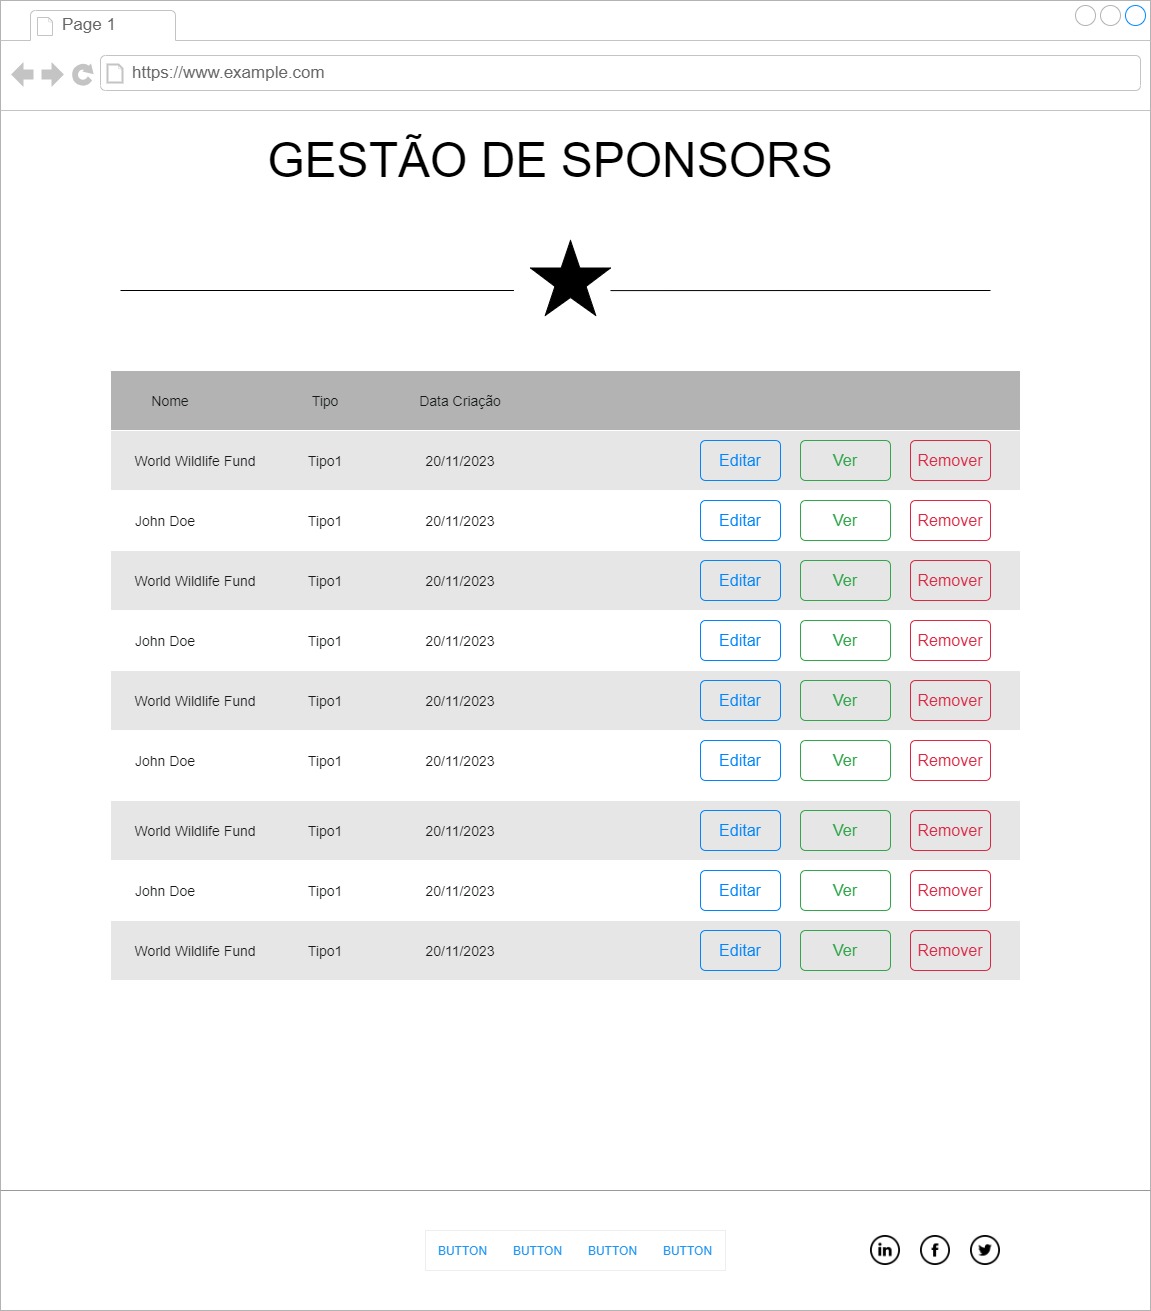 Page 1
https://www.example.com
GESTÃO DE SPONSORS
Nome Tipo Data Criação
World Wildlife Fund Tipo1 20/11/2023 Editar Ver Remover
John Doe Tipo1 20/11/2023 Editar Ver Remover
World Wildlife Fund Tipo1 20/11/2023 Editar Ver Remover
John Doe Tipo1 20/11/2023 Editar Ver Remover
World Wildlife Fund Tipo1 20/11/2023 Editar Ver Remover
John Doe Tipo1 20/11/2023 Editar Ver Remover
World Wildlife Fund Tipo1 20/11/2023 Editar Ver Remover
John Doe Tipo1 20/11/2023 Editar Ver Remover
World Wildlife Fund Tipo1 20/11/2023 Editar Ver Remover
BUTTON BUTTON BUTTON BUTTON in f